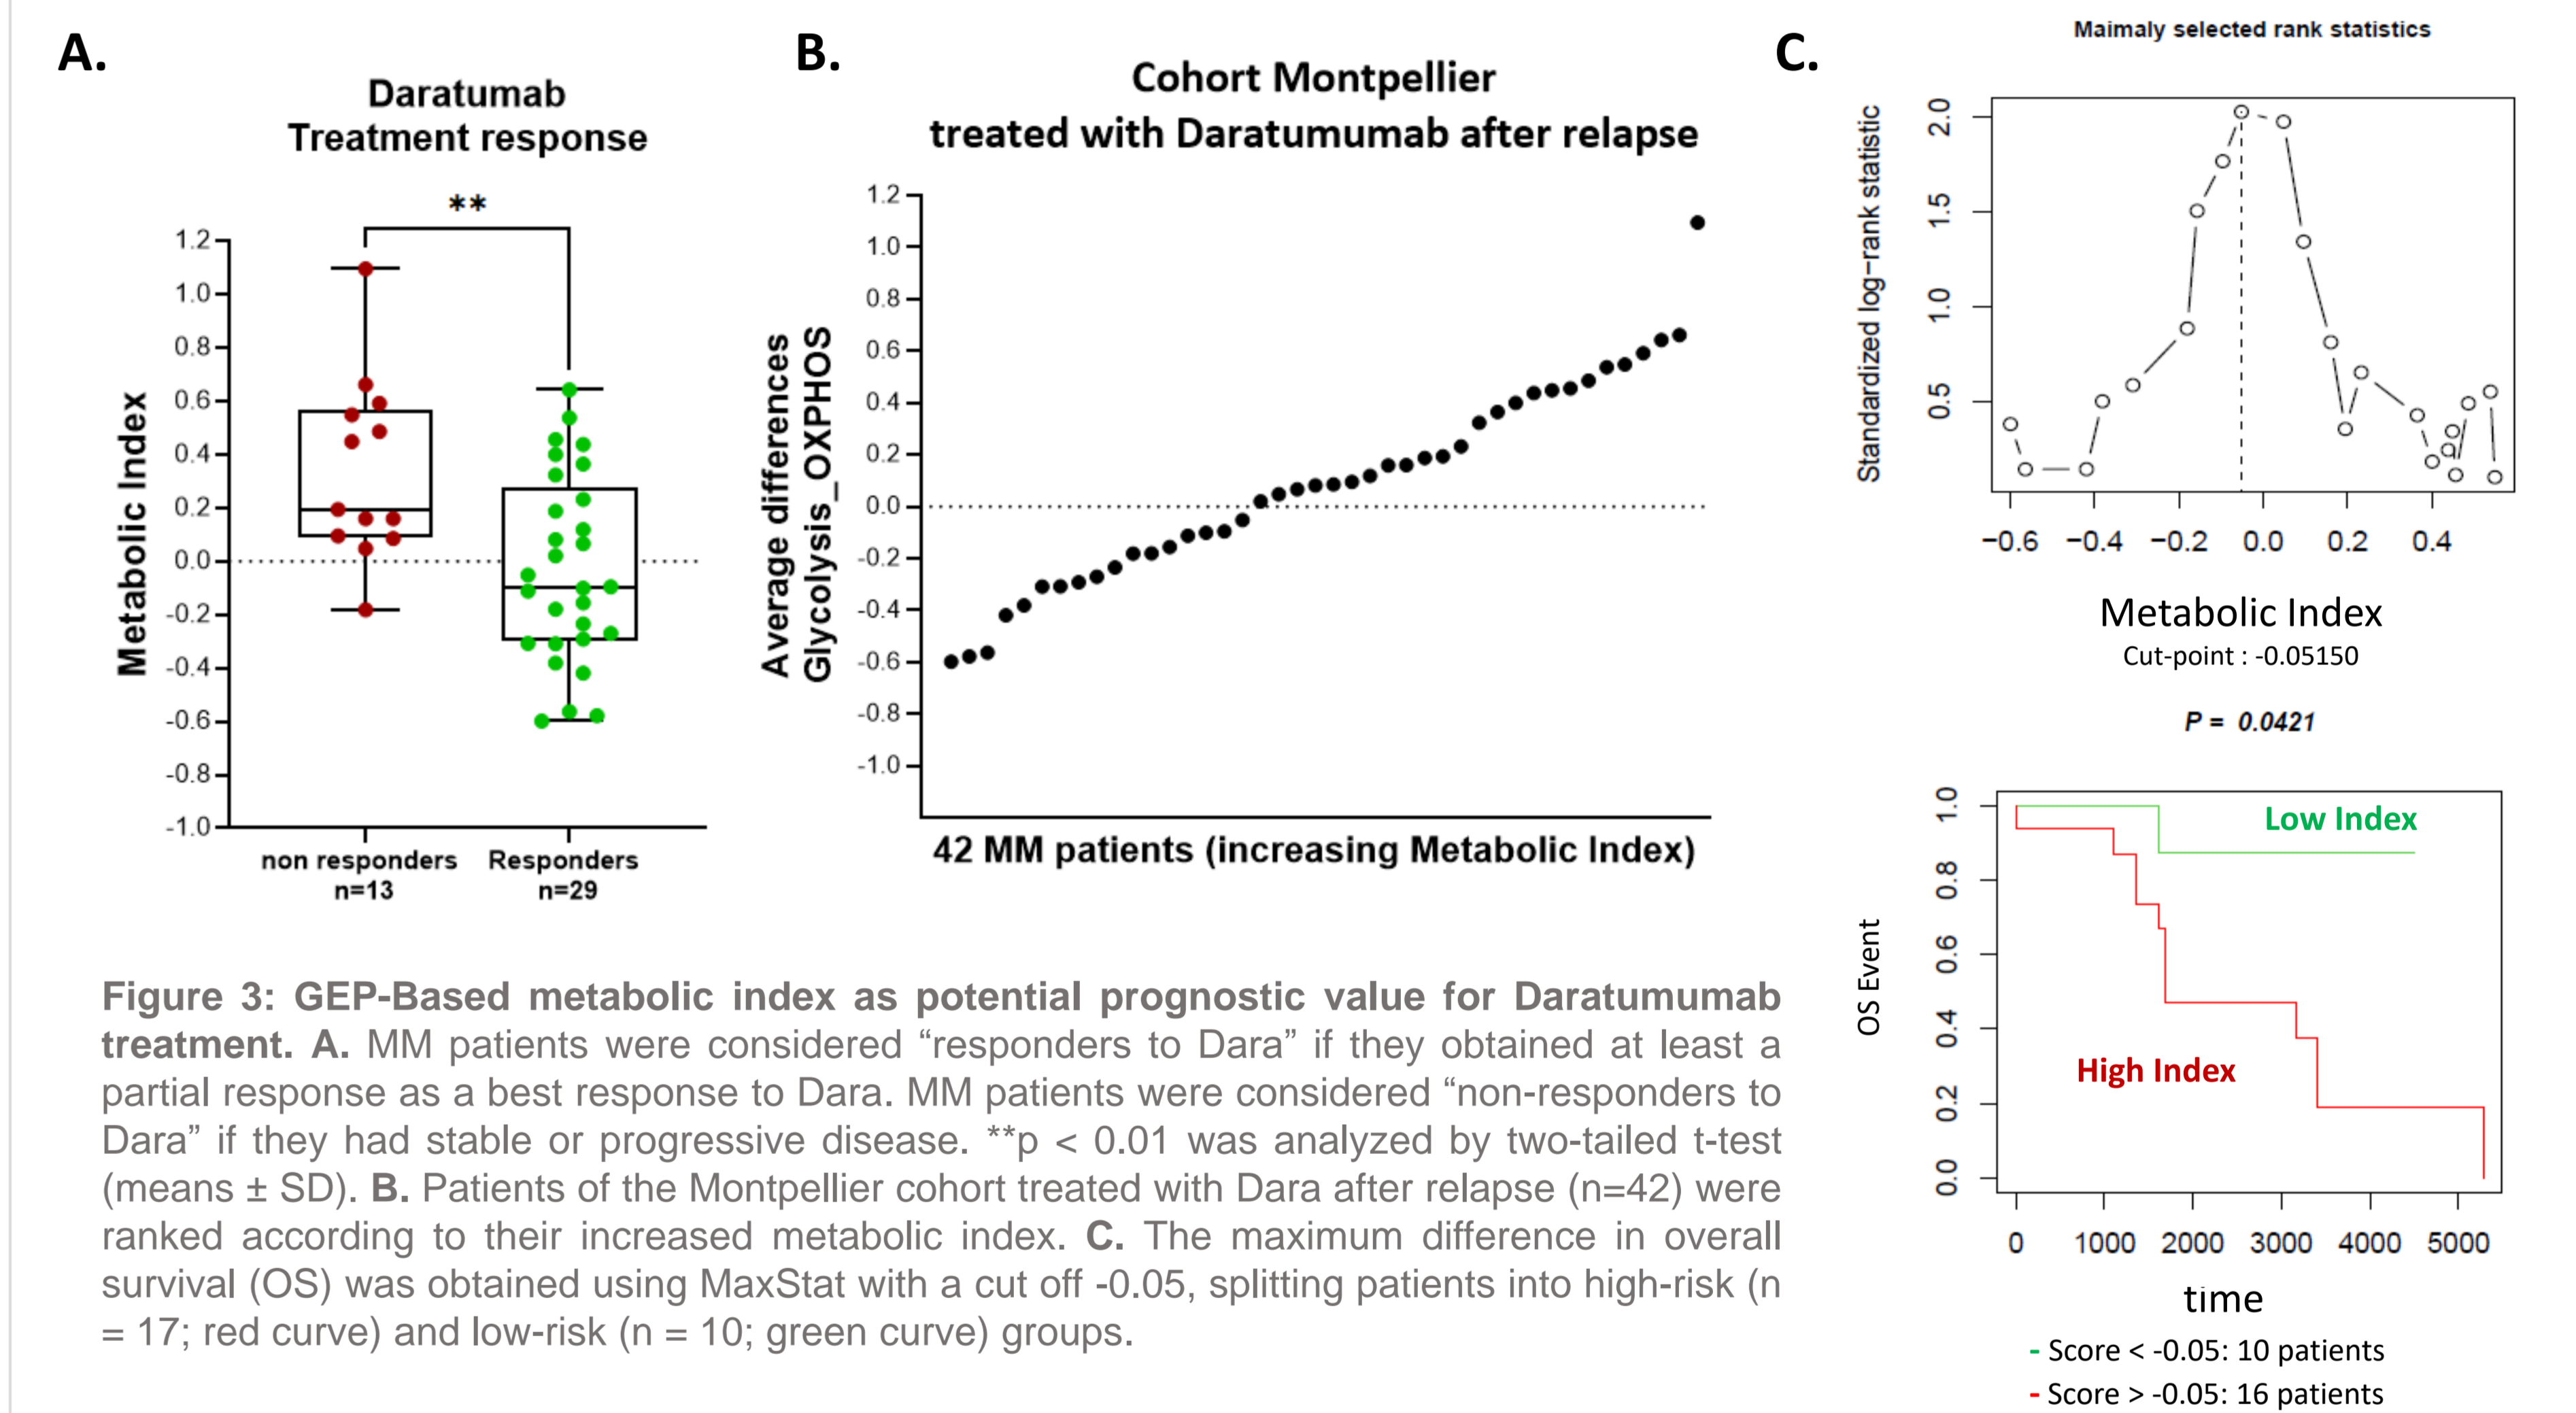 A.
Daratumab
Treatment response
**
Metabolic Index
1.2
1.0
0.8
0.6
0.4
0.2
0.0
-0.2
-0.4
-0.6
-0.8
-1.0
non responders
n=13
Responders
n=29
B.
Cohort Montpellier
treated with Daratumumab after relapse
Average differences
Glycolysis_OXPHOS
1.2
1.0
0.8
0.6
0.4
0.2
0.0
-0.2
-0.4
-0.6
-0.8
-1.0
42 MM patients (increasing Metabolic Index)
C.
Maimaly selected rank statistics
Standardized log-rank statistic
2.0
1.5
1.0
0.5
−0.6 −0.4 −0.2 0.0 0.2 0.4
Metabolic Index
Cut-point : -0.05150
P = 0.0421
OS Event
1.0
0.8
0.6
0.4
0.2
0.0
Low Index
High Index
0 1000 2000 3000 4000 5000
time
- Score < -0.05: 10 patients
- Score > -0.05: 16 patients
Figure 3: GEP-Based metabolic index as potential prognostic value for Daratumumab
treatment. A. MM patients were considered “responders to Dara” if they obtained at least a
partial response as a best response to Dara. MM patients were considered “non-responders to
Dara” if they had stable or progressive disease. **p < 0.01 was analyzed by two-tailed t-test
(means ± SD). B. Patients of the Montpellier cohort treated with Dara after relapse (n=42) were
ranked according to their increased metabolic index. C. The maximum difference in overall
survival (OS) was obtained using MaxStat with a cut off -0.05, splitting patients into high-risk (n
= 17; red curve) and low-risk (n = 10; green curve) groups.